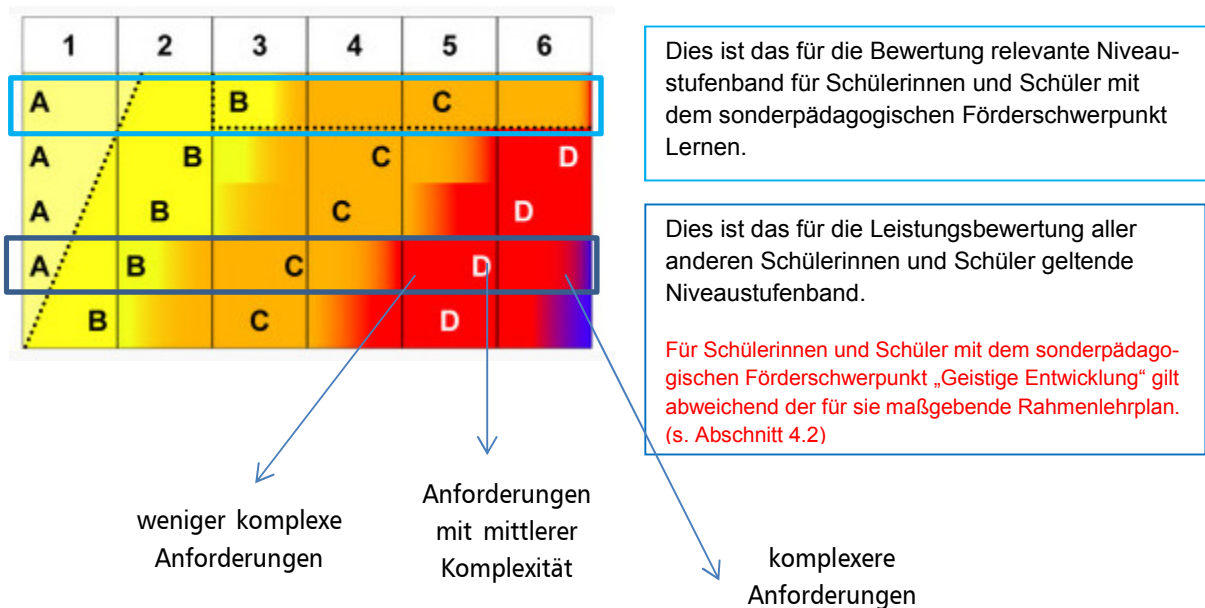 1 2 3 4 5 6
A B C
A B C D
A B C D
A B C D
B C D
Dies ist das für die Bewertung relevante Niveau-
stufenband für Schülerinnen und Schüler mit
dem sonderpädagogischen Förderschwerpunkt
Lernen.
Dies ist das für die Leistungsbewertung aller
anderen Schülerinnen und Schüler geltende
Niveaustufenband.
Für Schülerinnen und Schüler mit dem sonderpädago-
gischen Förderschwerpunkt „Geistige Entwicklung“ gilt
abweichend der für sie maßgebende Rahmenlehrplan.
(s. Abschnitt 4.2)
weniger komplexe
Anforderungen
Anforderungen
mit mittlerer
Komplexität
komplexere
Anforderungen